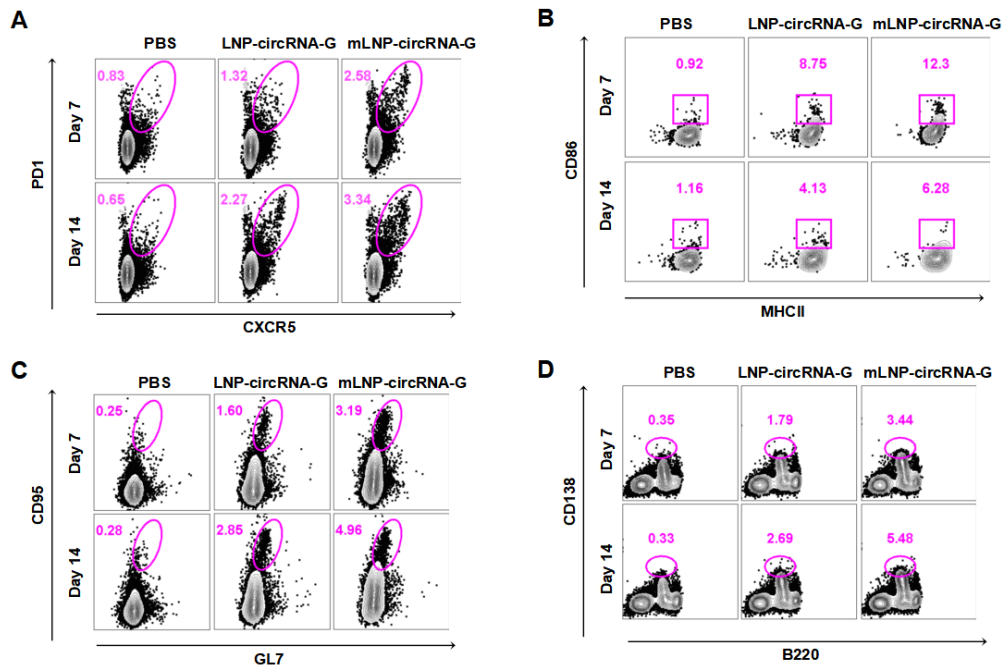 A
PBS LNP-circRNA-G mLNP-circRNA-G
PD1
Day 7
0.83 1.32 2.58
Day 14
0.65 2.27 3.34
CXCR5
B
PBS LNP-circRNA-G mLNP-circRNA-G
CD86
Day 7
0.92 8.75 12.3
Day 14
1.16 4.13 6.28
MHCII
C
PBS LNP-circRNA-G mLNP-circRNA-G
CD95
Day 7
0.25 1.60 3.19
Day 14
0.28 2.85 4.96
GL7
D
PBS LNP-circRNA-G mLNP-circRNA-G
CD138
Day 7
0.35 1.79 3.44
Day 14
0.33 2.69 5.48
B220